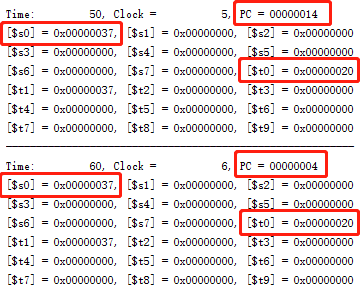 Time: 50, Clock = 5, PC = 00000014
[$s0] = 0x00000037, [$s1] = 0x00000000, [$s2] = 0x00000000
[$s3] = 0x00000000, [$s4] = 0x00000000, [$s5] = 0x00000000
[$s6] = 0x00000000, [$s7] = 0x00000000, [$t0] = 0x00000020
[$t1] = 0x00000037, [$t2] = 0x00000000, [$t3] = 0x00000000
[$t4] = 0x00000000, [$t5] = 0x00000000, [$t6] = 0x00000000
[$t7] = 0x00000000, [$t8] = 0x00000000, [$t9] = 0x00000000
Time: 60, Clock = 6, PC = 00000004
[$s0] = 0x00000037, [$s1] = 0x00000000, [$s2] = 0x00000000
[$s3] = 0x00000000, [$s4] = 0x00000000, [$s5] = 0x00000000
[$s6] = 0x00000000, [$s7] = 0x00000000, [$t0] = 0x00000020
[$t1] = 0x00000037, [$t2] = 0x00000000, [$t3] = 0x00000000
[$t4] = 0x00000000, [$t5] = 0x00000000, [$t6] = 0x00000000
[$t7] = 0x00000000, [$t8] = 0x00000000, [$t9] = 0x00000000